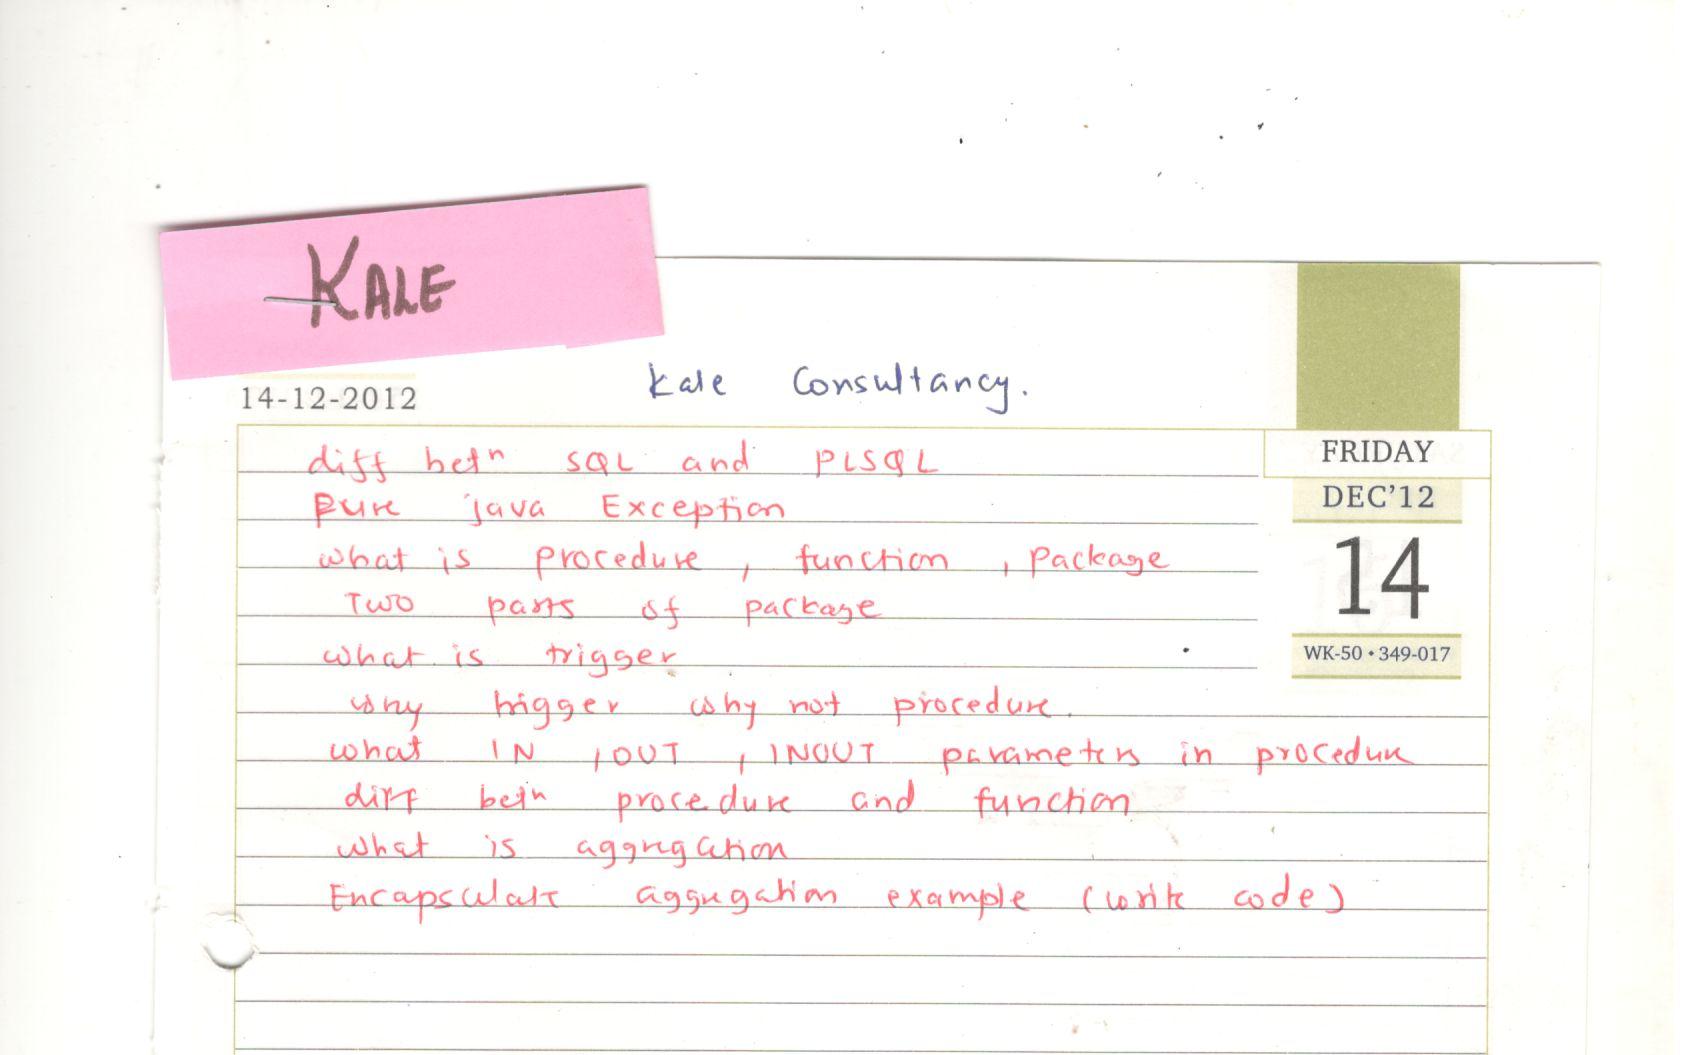 KALE
Kale Consultancy.
14-12-2012
FRIDAY
DEC'12
14
WK-50 • 349-017
diff betn SQL and PLSQL
Pure java Exception
what is procedure, function, package
Two parts of package
what is trigger
why trigger why not procedure.
what IN, OUT, INOUT parameters in procedure
diff betn procedure and function
what is aggregation
Encapsulate aggregation example (write code)